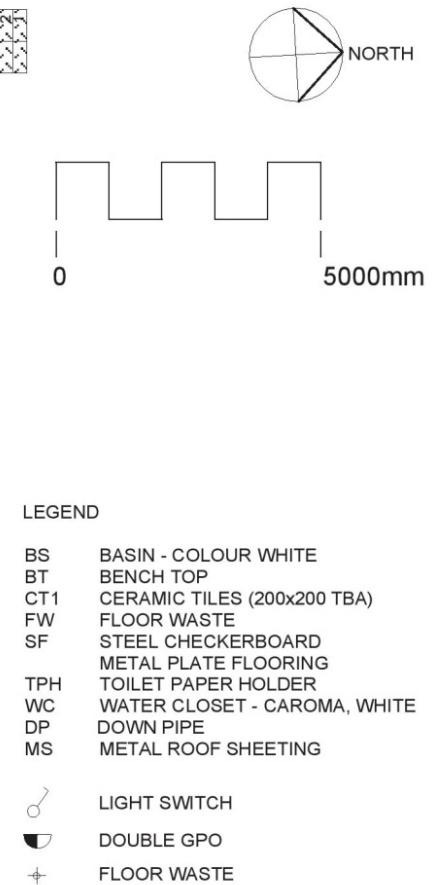 2 1
NORTH
0 5000mm
LEGEND
BS BASIN - COLOUR WHITE
BT BENCH TOP
CT1 CERAMIC TILES (200x200 TBA)
FW FLOOR WASTE
SF STEEL CHECKERBOARD
METAL PLATE FLOORING
TPH TOILET PAPER HOLDER
WC WATER CLOSET - CAROMA, WHITE
DP DOWN PIPE
MS METAL ROOF SHEETING
LIGHT SWITCH
DOUBLE GPO
FLOOR WASTE